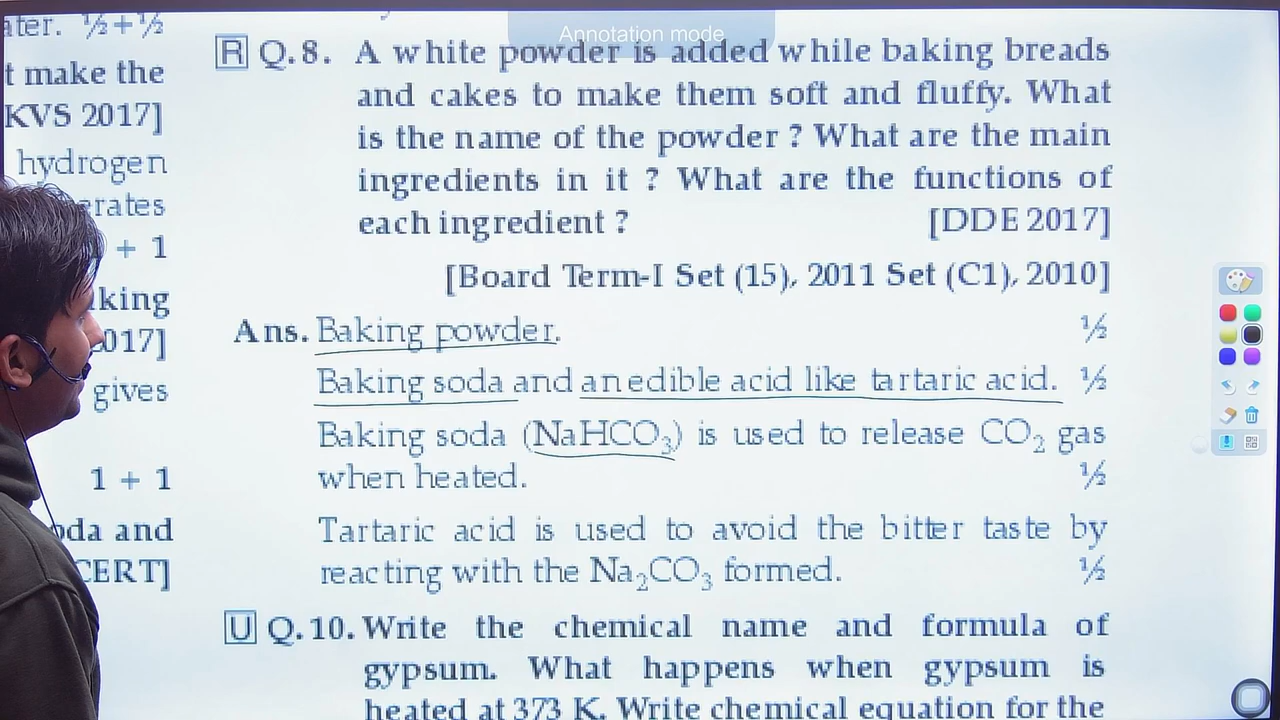 Annotation mode
ater. ½+½
t make the
KVS 2017]
hydrogen
erates
+ 1
king
2017]
gives
1 + 1
oda and
CERT]
R Q. 8. A white powder is added while baking breads
and cakes to make them soft and fluffy. What
is the name of the powder ? What are the main
ingredients in it ? What are the functions of
each ingredient ? [DDE 2017]
[Board Term-I Set (15), 2011 Set (C1), 2010]
Ans. Baking powder. ½
Baking soda and an edible acid like tartaric acid. ½
Baking soda (NaHCO₃) is used to release CO₂ gas
when heated. ½
Tartaric acid is used to avoid the bitter taste by
reacting with the Na₂CO₃ formed. ½
U Q. 10. Write the chemical name and formula of
gypsum. What happens when gypsum is
heated at 373 K. Write chemical equation for the